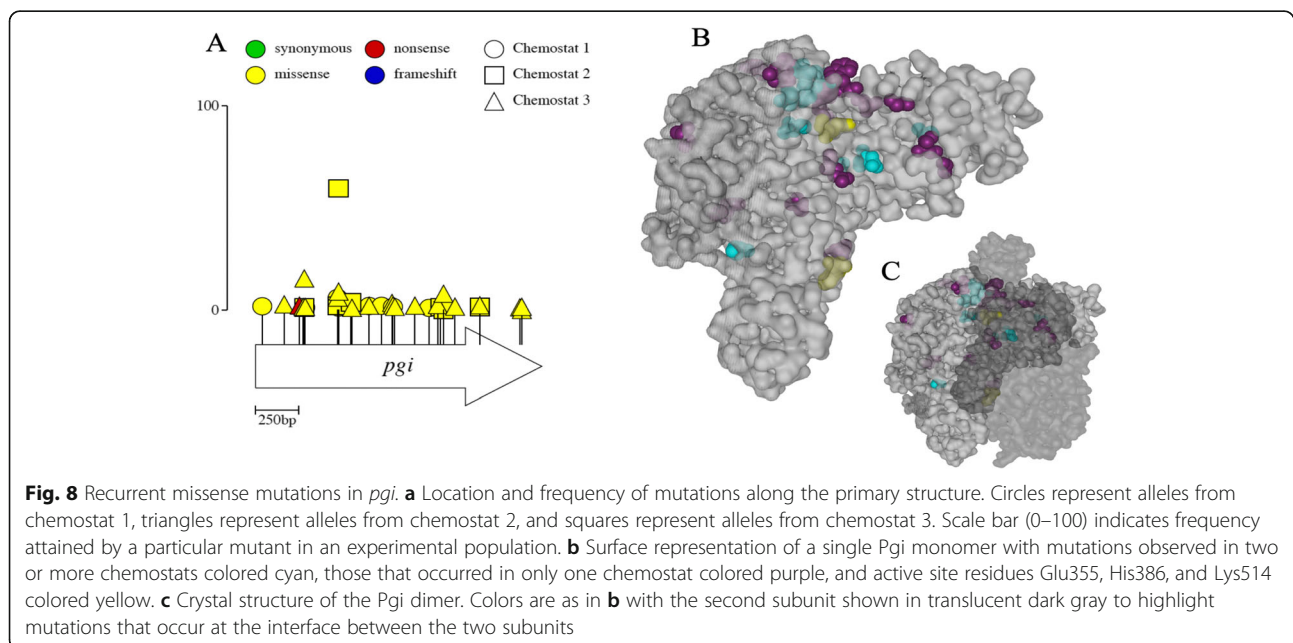 A
synonymous
nonsense
Chemostat 1
missense
frameshift
Chemostat 2
Chemostat 3
100
0
pgi
250bp
B
C
Fig. 8 Recurrent missense mutations in pgi. a Location and frequency of mutations along the primary structure. Circles represent alleles from
chemostat 1, triangles represent alleles from chemostat 2, and squares represent alleles from chemostat 3. Scale bar (0–100) indicates frequency
attained by a particular mutant in an experimental population. b Surface representation of a single Pgi monomer with mutations observed in two
or more chemostats colored cyan, those that occurred in only one chemostat colored purple, and active site residues Glu355, His386, and Lys514
colored yellow. c Crystal structure of the Pgi dimer. Colors are as in b with the second subunit shown in translucent dark gray to highlight
mutations that occur at the interface between the two subunits